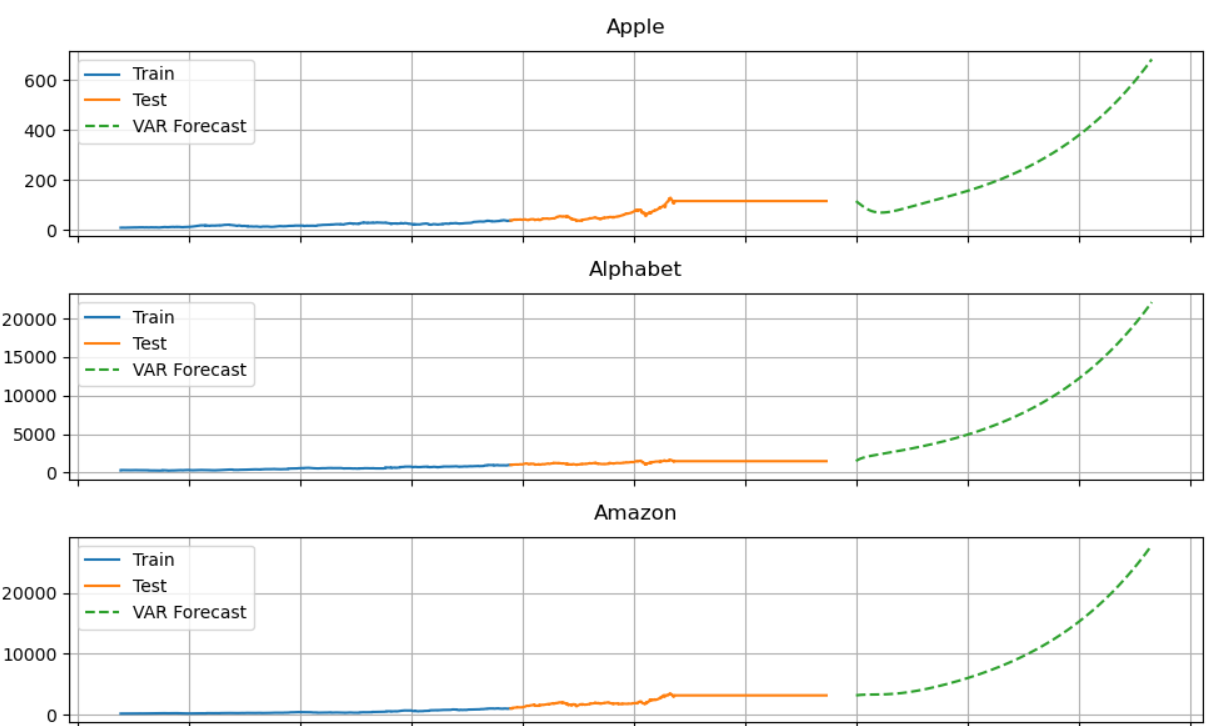 Apple
600
400
200
0
Train
Test
VAR Forecast
Alphabet
20000
15000
10000
5000
0
Train
Test
VAR Forecast
Amazon
20000
10000
0
Train
Test
VAR Forecast